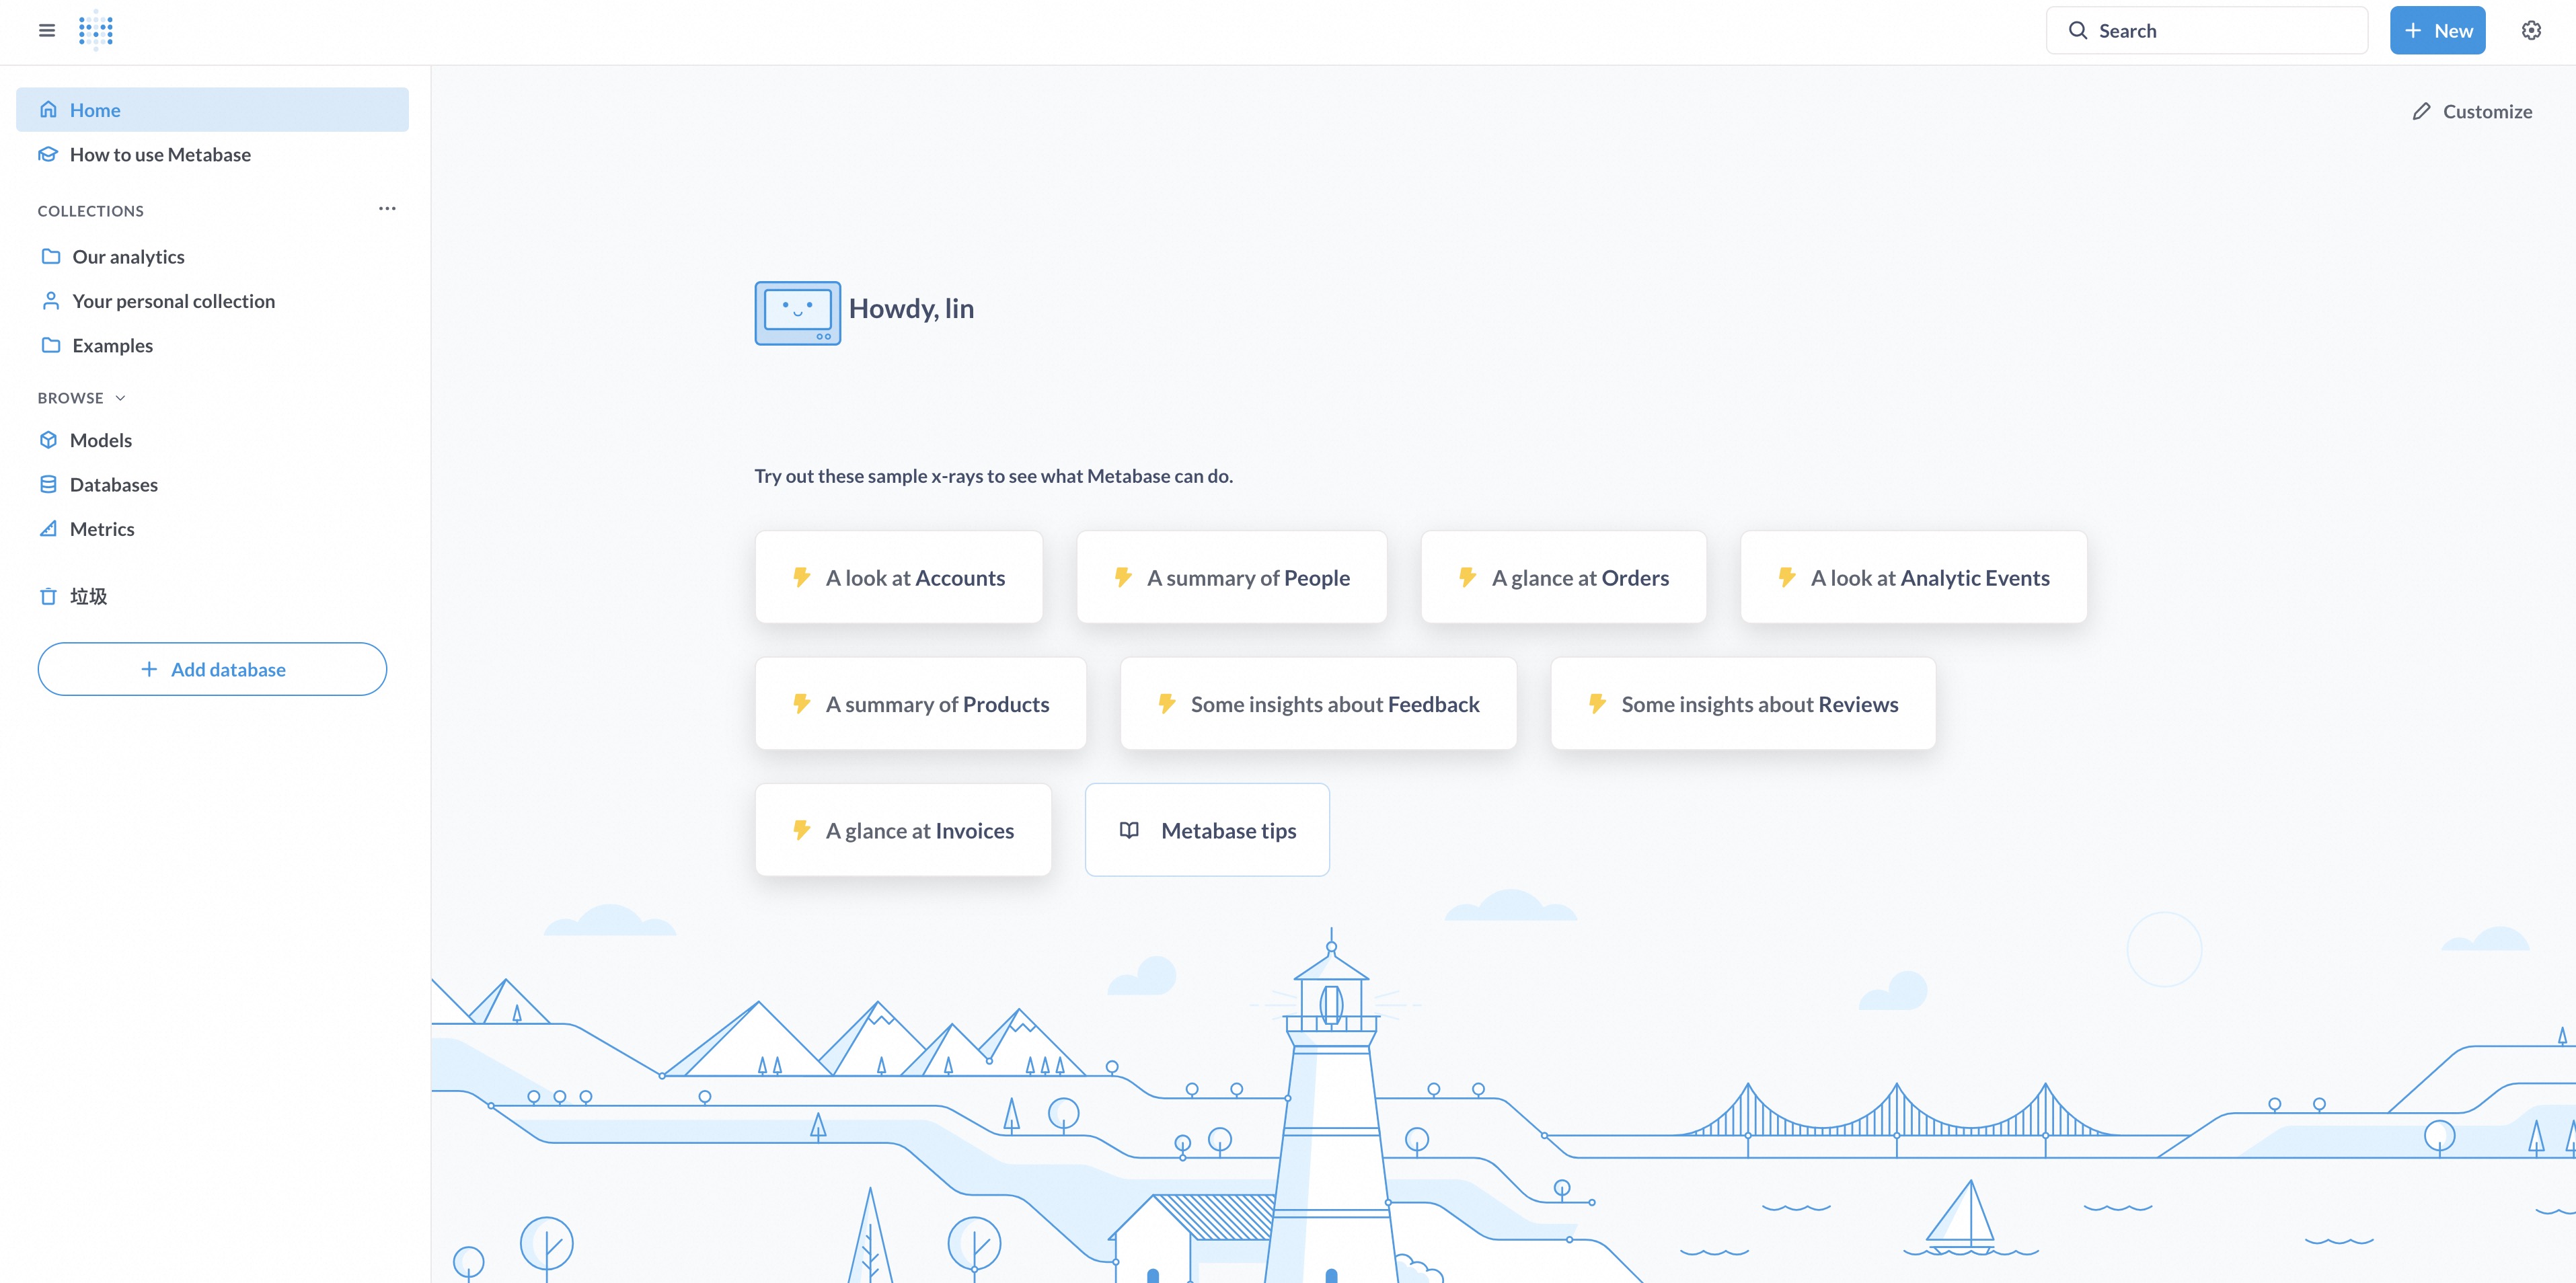 Search
New
Home
Customize
How to use Metabase
COLLECTIONS
Our analytics
Your personal collection
Examples
BROWSE
Models
Databases
Metrics
垃圾
Add database
Howdy, lin
Try out these sample x-rays to see what Metabase can do.
A look at Accounts
A summary of People
A glance at Orders
A look at Analytic Events
A summary of Products
Some insights about Feedback
Some insights about Reviews
A glance at Invoices
Metabase tips